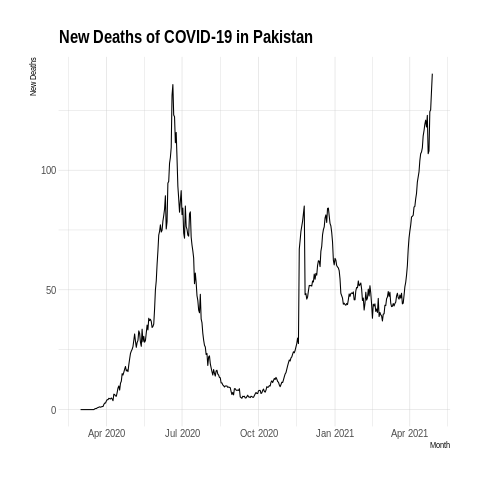 New Deaths of COVID-19 in Pakistan
New Deaths
100
50
0
Apr 2020 Jul 2020 Oct 2020 Jan 2021 Apr 2021
Month